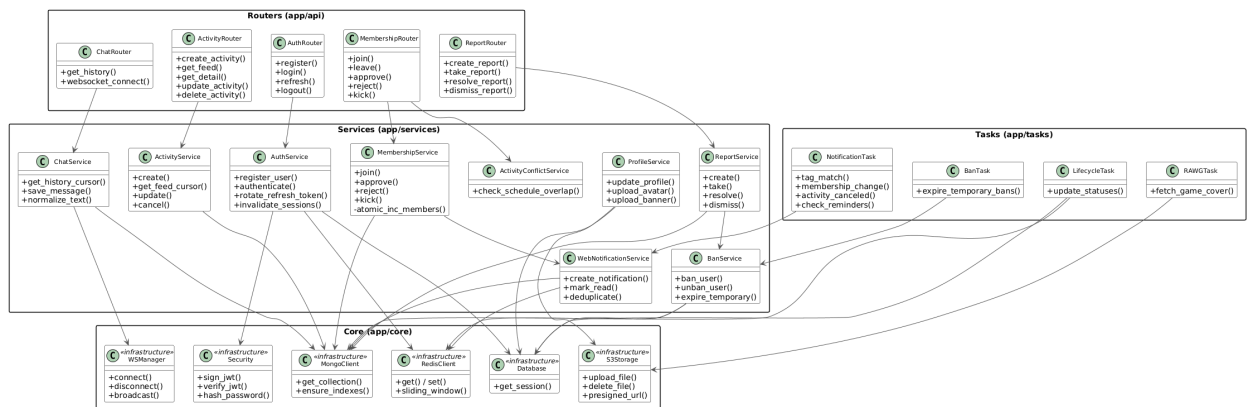 Routers (app/api)
C ChatRouter
+get_history()
+websocket_connect()
C ActivityRouter
+create_activity()
+get_feed()
+get_detail()
+update_activity()
+delete_activity()
C AuthRouter
+register()
+login()
+refresh()
+logout()
C MembershipRouter
+join()
+leave()
+approve()
+reject()
+kick()
C ReportRouter
+create_report()
+take_report()
+resolve_report()
+dismiss_report()
Services (app/services)
C ChatService
+get_history_cursor()
+save_message()
+normalize_text()
C ActivityService
+create()
+get_feed_cursor()
+update()
+cancel()
C AuthService
+register_user()
+authenticate()
+rotate_refresh_token()
+invalidate_sessions()
C MembershipService
+join()
+approve()
+reject()
+kick()
-atomic_inc_members()
C ActivityConflictService
+check_schedule_overlap()
C ProfileService
+update_profile()
+upload_avatar()
+upload_banner()
C ReportService
+create()
+take()
+resolve()
+dismiss()
C WebNotificationService
+create_notification()
+mark_read()
+deduplicate()
C BanService
+ban_user()
+unban_user()
+expire_temporary()
Tasks (app/tasks)
C NotificationTask
+tag_match()
+membership_change()
+activity_canceled()
+check_reminders()
C BanTask
+expire_temporary_bans()
C LifecycleTask
+update_statuses()
C RAWGTask
+fetch_game_cover()
Core (app/core)
C «infrastructure»
WSManager
+connect()
+disconnect()
+broadcast()
C «infrastructure»
Security
+sign_jwt()
+verify_jwt()
+hash_password()
C «infrastructure»
MongoClient
+get_collection()
+ensure_indexes()
C «infrastructure»
RedisClient
+get() / set()
+sliding_window()
C «infrastructure»
Database
+get_session()
C «infrastructure»
S3Storage
+upload_file()
+delete_file()
+presigned_url()